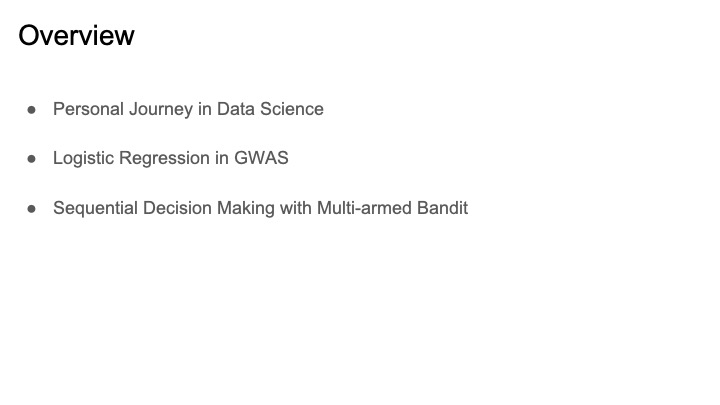 Overview
● Personal Journey in Data Science
● Logistic Regression in GWAS
● Sequential Decision Making with Multi-armed Bandit